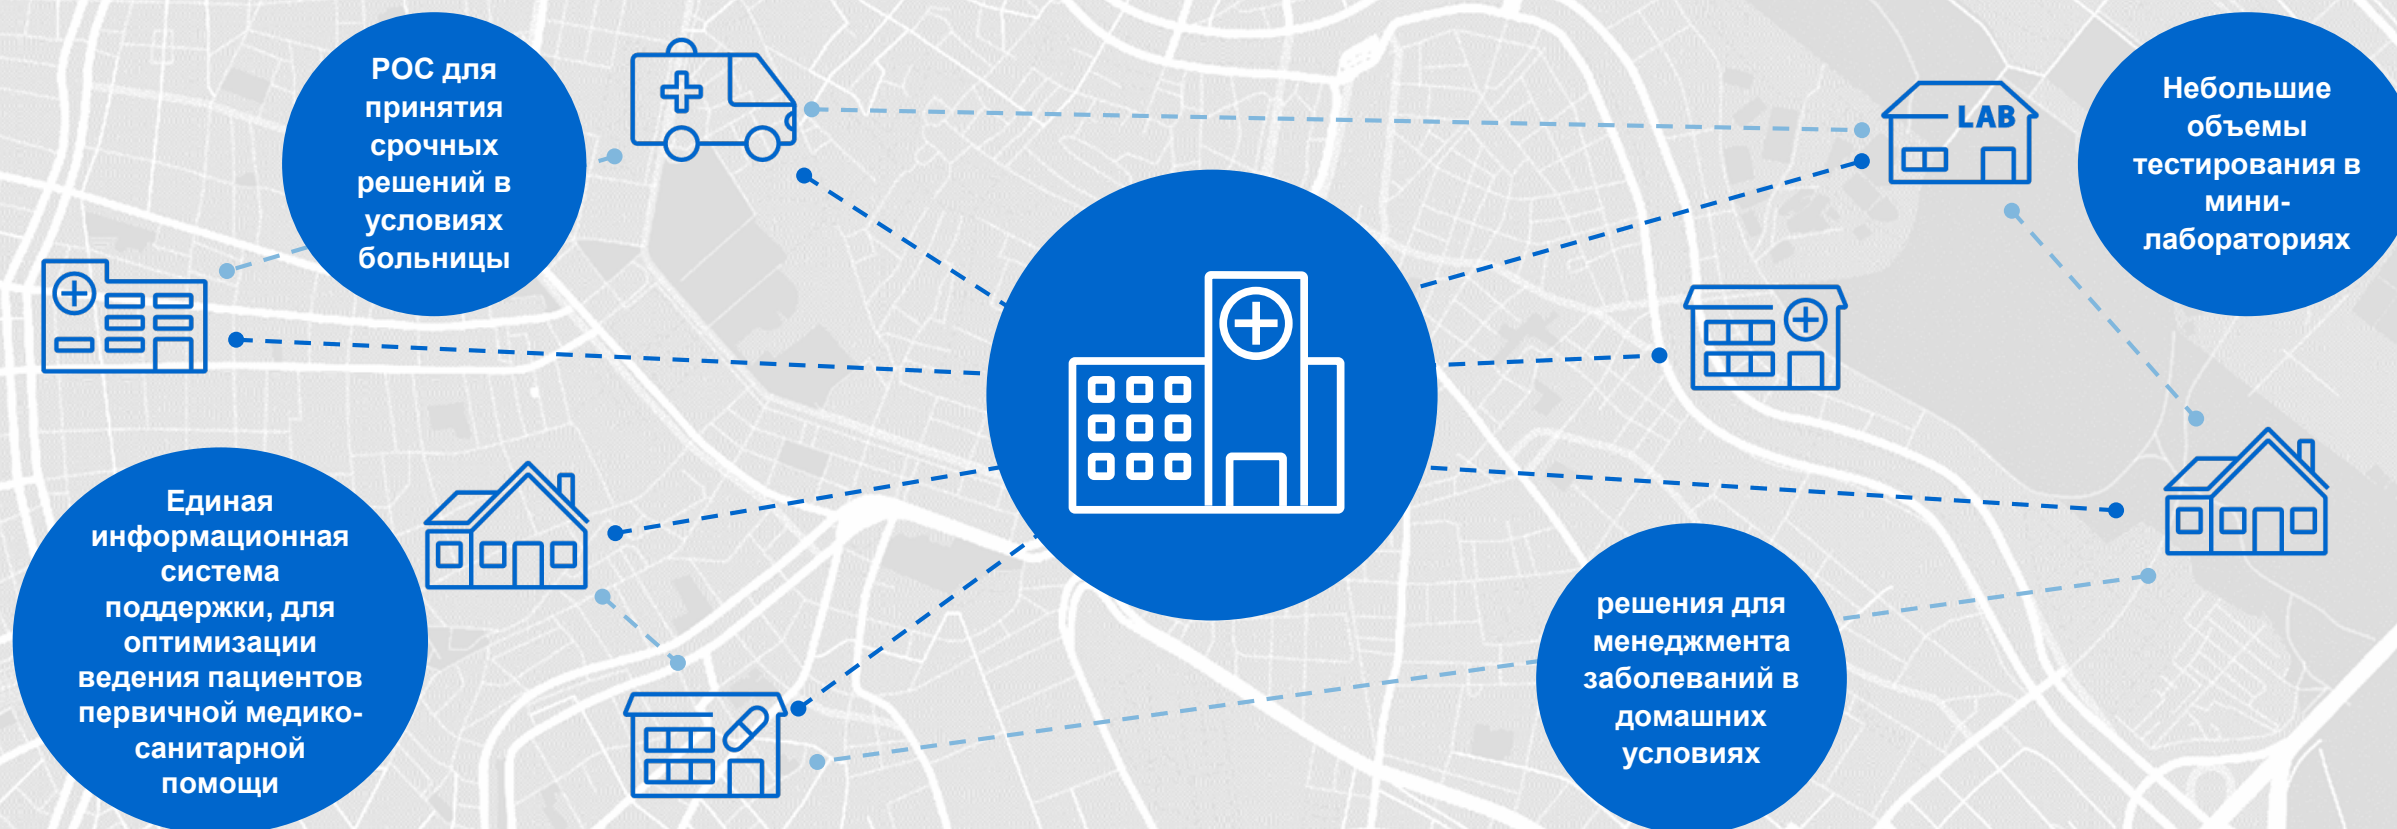 POC для
принятия
срочных
решений в
условиях
больницы
LAB
Небольшие
объемы
тестирования в
мини-
лабораториях
Единая
информационная
система
поддержки, для
оптимизации
ведения пациентов
первичной медико-
санитарной
помощи
решения для
менеджмента
заболеваний в
домашних
условиях